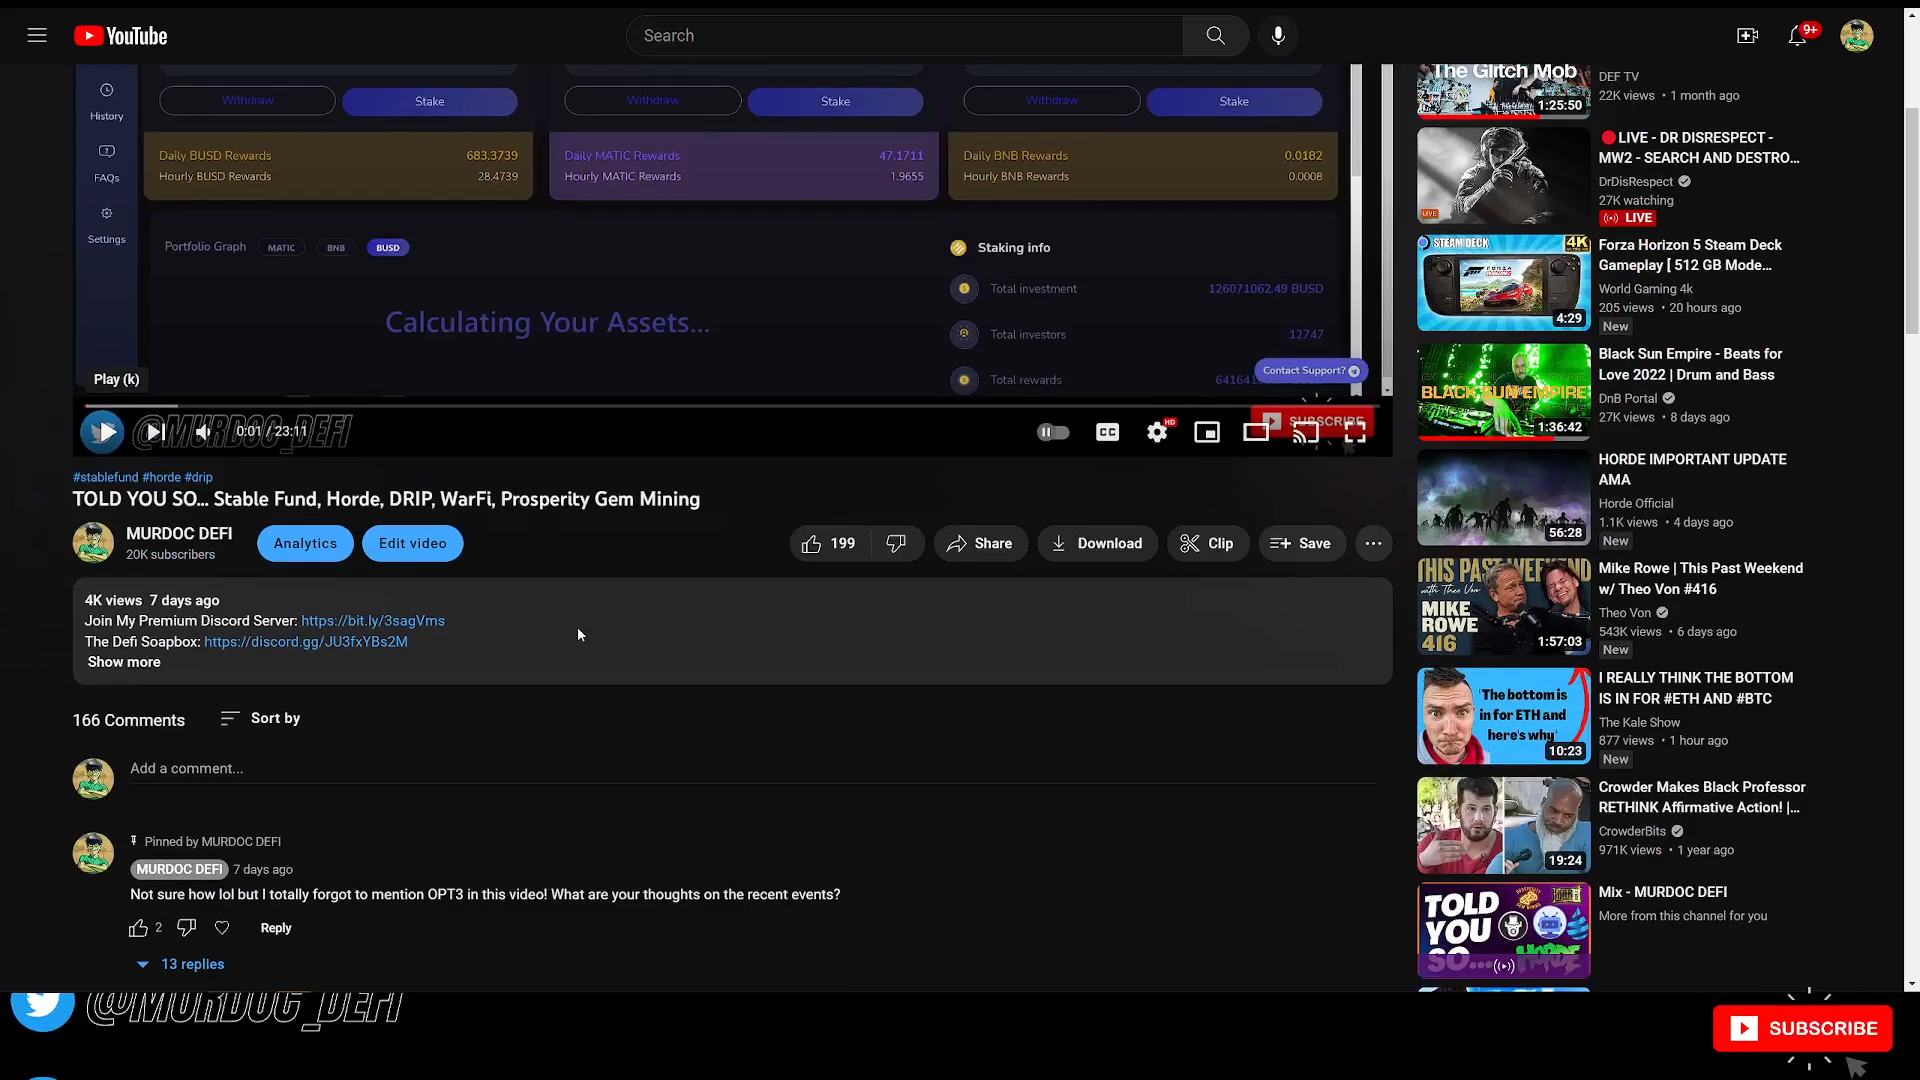 YouTube
Search
9+
History
FAQs
Settings
Withdraw
Stake
Withdraw
Stake
Withdraw
Stake
Daily BUSD Rewards
683.3739
Hourly BUSD Rewards
28.4739
Daily MATIC Rewards
47.1711
Hourly MATIC Rewards
1.9655
Daily BNB Rewards
0.0182
Hourly BNB Rewards
0.0008
Portfolio Graph
MATIC
BNB
BUSD
Calculating Your Assets...
Staking info
Total investment
126071062.49 BUSD
Total investors
12747
Total rewards
Contact Support?
Play (k)
@MURDOC_DEFI
0:01 / 23:11
CC
HD
SUBSCRIBE
#stablefund #horde #drip
TOLD YOU SO... Stable Fund, Horde, DRIP, WarFi, Prosperity Gem Mining
MURDOC DEFI
20K subscribers
Analytics
Edit video
199
Share
Download
Clip
Save
4K views 7 days ago
Join My Premium Discord Server: https://bit.ly/3sagVms
The Defi Soapbox: https://discord.gg/JU3fxYBs2M
Show more
166 Comments
Sort by
Add a comment...
Pinned by MURDOC DEFI
MURDOC DEFI 7 days ago
Not sure how lol but I totally forgot to mention OPT3 in this video! What are your thoughts on the recent events?
2
Reply
13 replies
The Glitch Mob
1:25:50
DEF TV
22K views • 1 month ago
LIVE
LIVE - DR DISRESPECT -
MW2 - SEARCH AND DESTRO...
DrDisRespect
27K watching
LIVE
STEAM DECK
4K
4:29
Forza Horizon 5 Steam Deck
Gameplay [ 512 GB Mode...
World Gaming 4k
205 views • 20 hours ago
New
BLACK SUN EMPIRE
1:36:42
Black Sun Empire - Beats for
Love 2022 | Drum and Bass
DnB Portal
27K views • 8 days ago
56:28
HORDE IMPORTANT UPDATE
AMA
Horde Official
1.1K views • 4 days ago
New
THIS PAST WEEKEND
with Theo Von
MIKE
ROWE
416
1:57:03
Mike Rowe | This Past Weekend
w/ Theo Von #416
Theo Von
543K views • 6 days ago
New
'The bottom is
in for ETH and
here's why'
10:23
I REALLY THINK THE BOTTOM
IS IN FOR #ETH AND #BTC
The Kale Show
877 views • 1 hour ago
New
19:24
Crowder Makes Black Professor
RETHINK Affirmative Action! |...
CrowderBits
971K views • 1 year ago
TOLD
YOU
SO...
HORDE
Mix - MURDOC DEFI
More from this channel for you
@MURDOC_DEFI
SUBSCRIBE